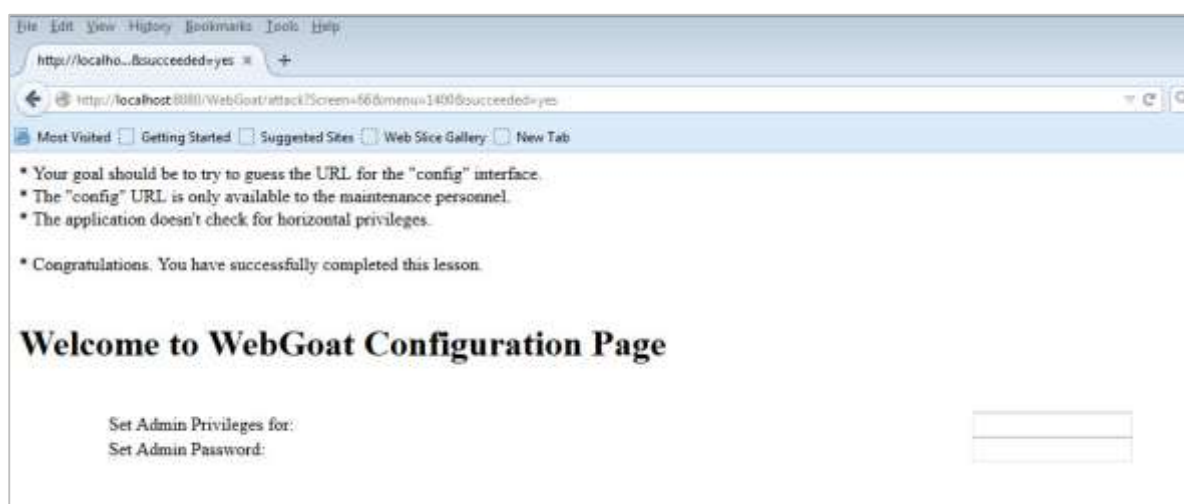 File Edit View History Bookmarks Tools Help
http://localho...&succeeded=yes × +
http://localhost:8080/WebGoat/attack?Screen=66&menu=1400&succeeded=yes
Most Visited Getting Started Suggested Sites Web Slice Gallery New Tab
* Your goal should be to try to guess the URL for the "config" interface.
* The "config" URL is only available to the maintenance personnel.
* The application doesn't check for horizontal privileges.
* Congratulations. You have successfully completed this lesson.
Welcome to WebGoat Configuration Page
Set Admin Privileges for:
Set Admin Password: